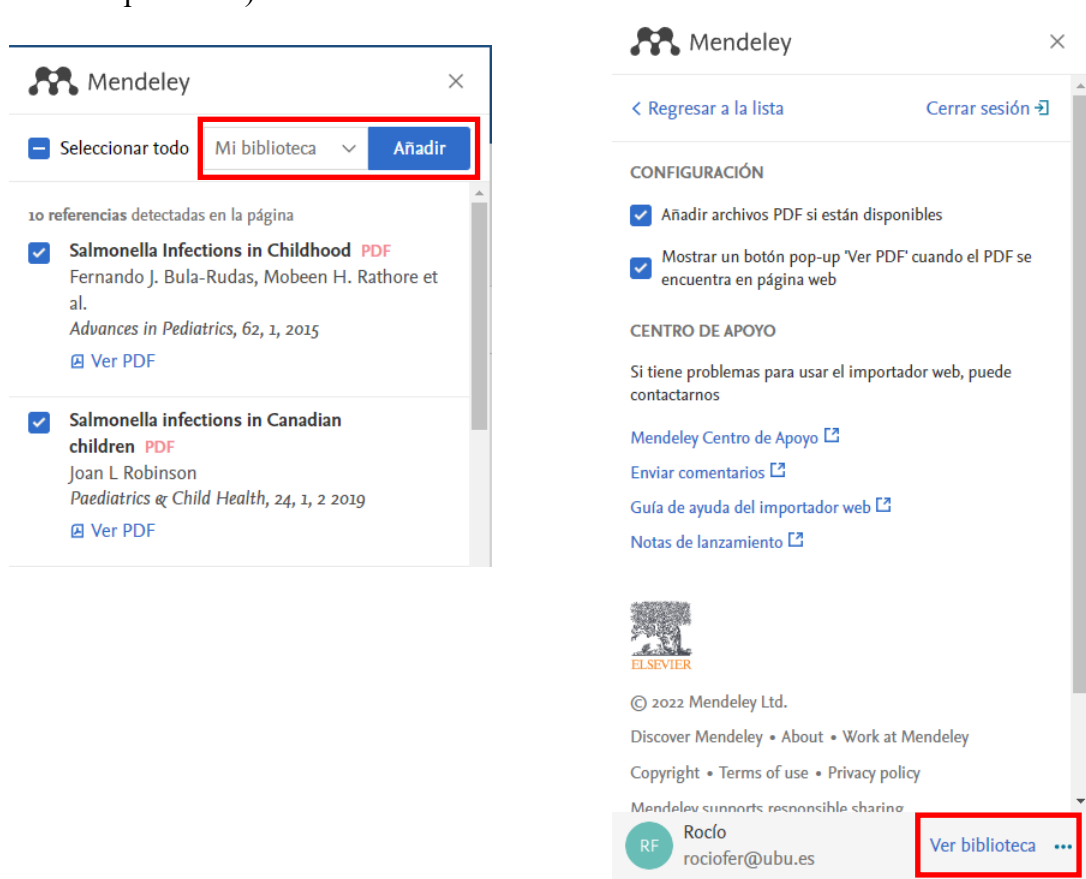 Mendeley
Seleccionar todo Mi biblioteca Añadir
10 referencias detectadas en la página
Salmonella Infections in Childhood PDF
Fernando J. Bula-Rudas, Mobeen H. Rathore et
al.
Advances in Pediatrics, 62, 1, 2015
Ver PDF
Salmonella infections in Canadian
children PDF
Joan L Robinson
Paediatrics & Child Health, 24, 1, 2 2019
Ver PDF
Mendeley
Regresar a la lista Cerrar sesión
CONFIGURACIÓN
Añadir archivos PDF si están disponibles
Mostrar un botón pop-up 'Ver PDF' cuando el PDF se
encuentra en página web
CENTRO DE APOYO
Si tiene problemas para usar el importador web, puede
contactarnos
Mendeley Centro de Apoyo
Enviar comentarios
Guía de ayuda del importador web
Notas de lanzamiento
ELSEVIER
© 2022 Mendeley Ltd.
Discover Mendeley • About • Work at Mendeley
Copyright • Terms of use • Privacy policy
Mendeley supports responsible sharing
RF Rocío
rociofer@ubu.es
Ver biblioteca •••